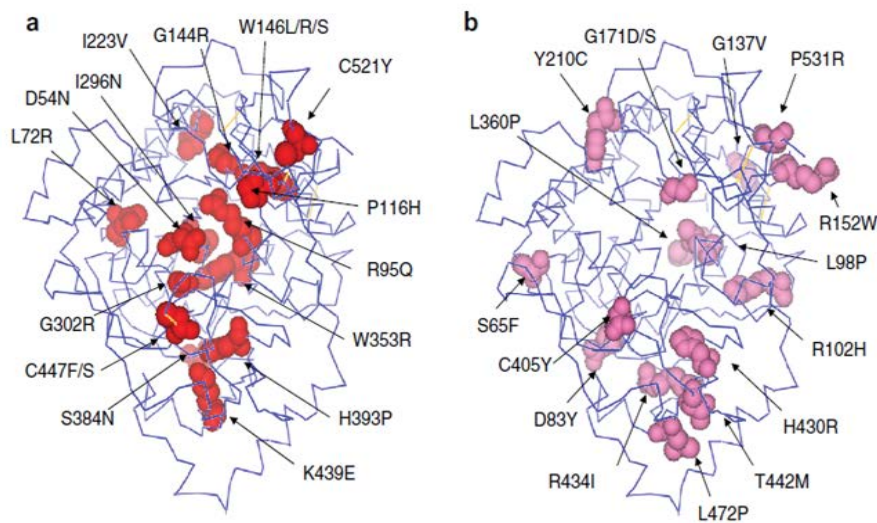 a
I223V
G144R
W146L/R/S
C521Y
I296N
D54N
L72R
P116H
R95Q
G302R
W353R
C447F/S
S384N
H393P
K439E
b
G171D/S
G137V
Y210C
P531R
L360P
R152W
L98P
S65F
R102H
C405Y
D83Y
H430R
R434I
T442M
L472P